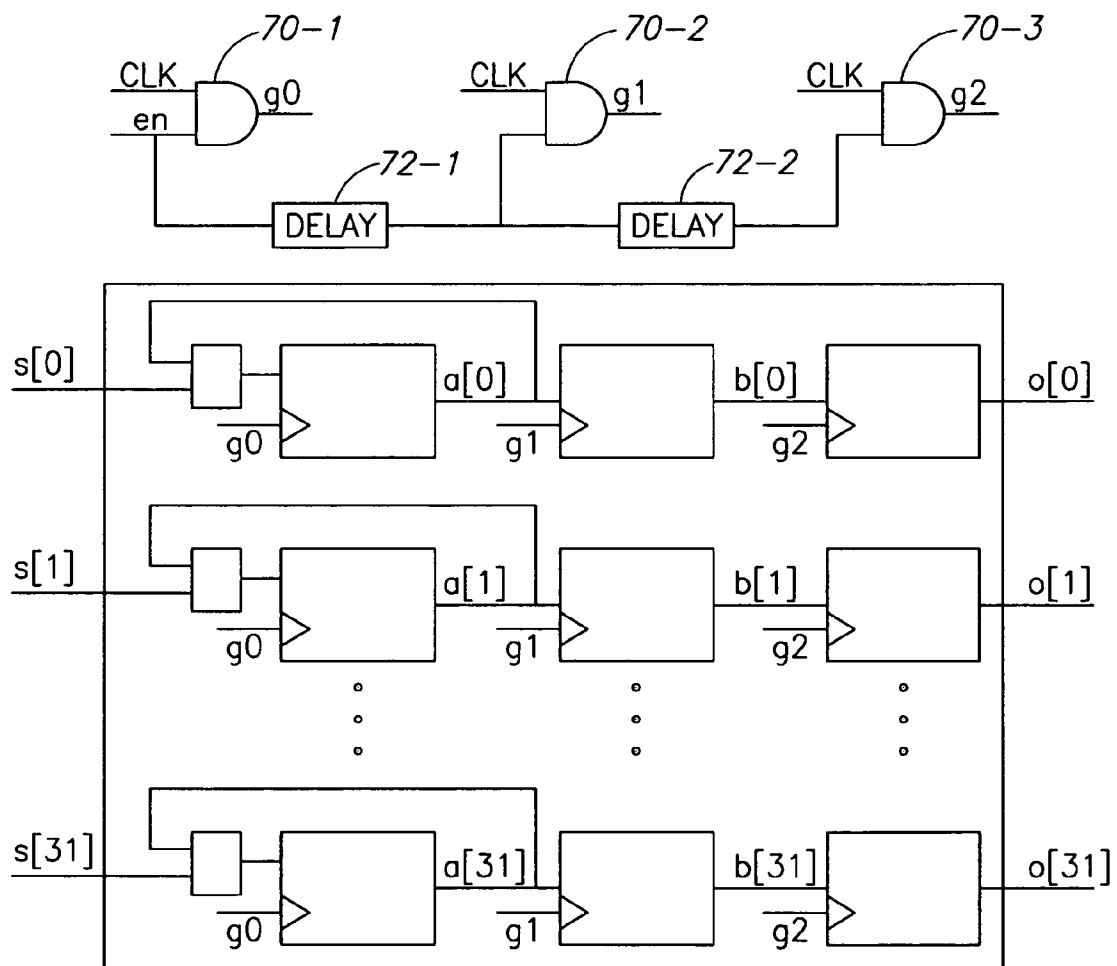 70-1 70-2 70-3
CLK g0 CLK g1 CLK g2
en
72-1 72-2
DELAY DELAY
s[0] a[0] b[0] o[0]
g0 g1 g2
s[1] a[1] b[1] o[1]
g0 g1 g2
s[31] a[31] b[31] o[31]
g0 g1 g2